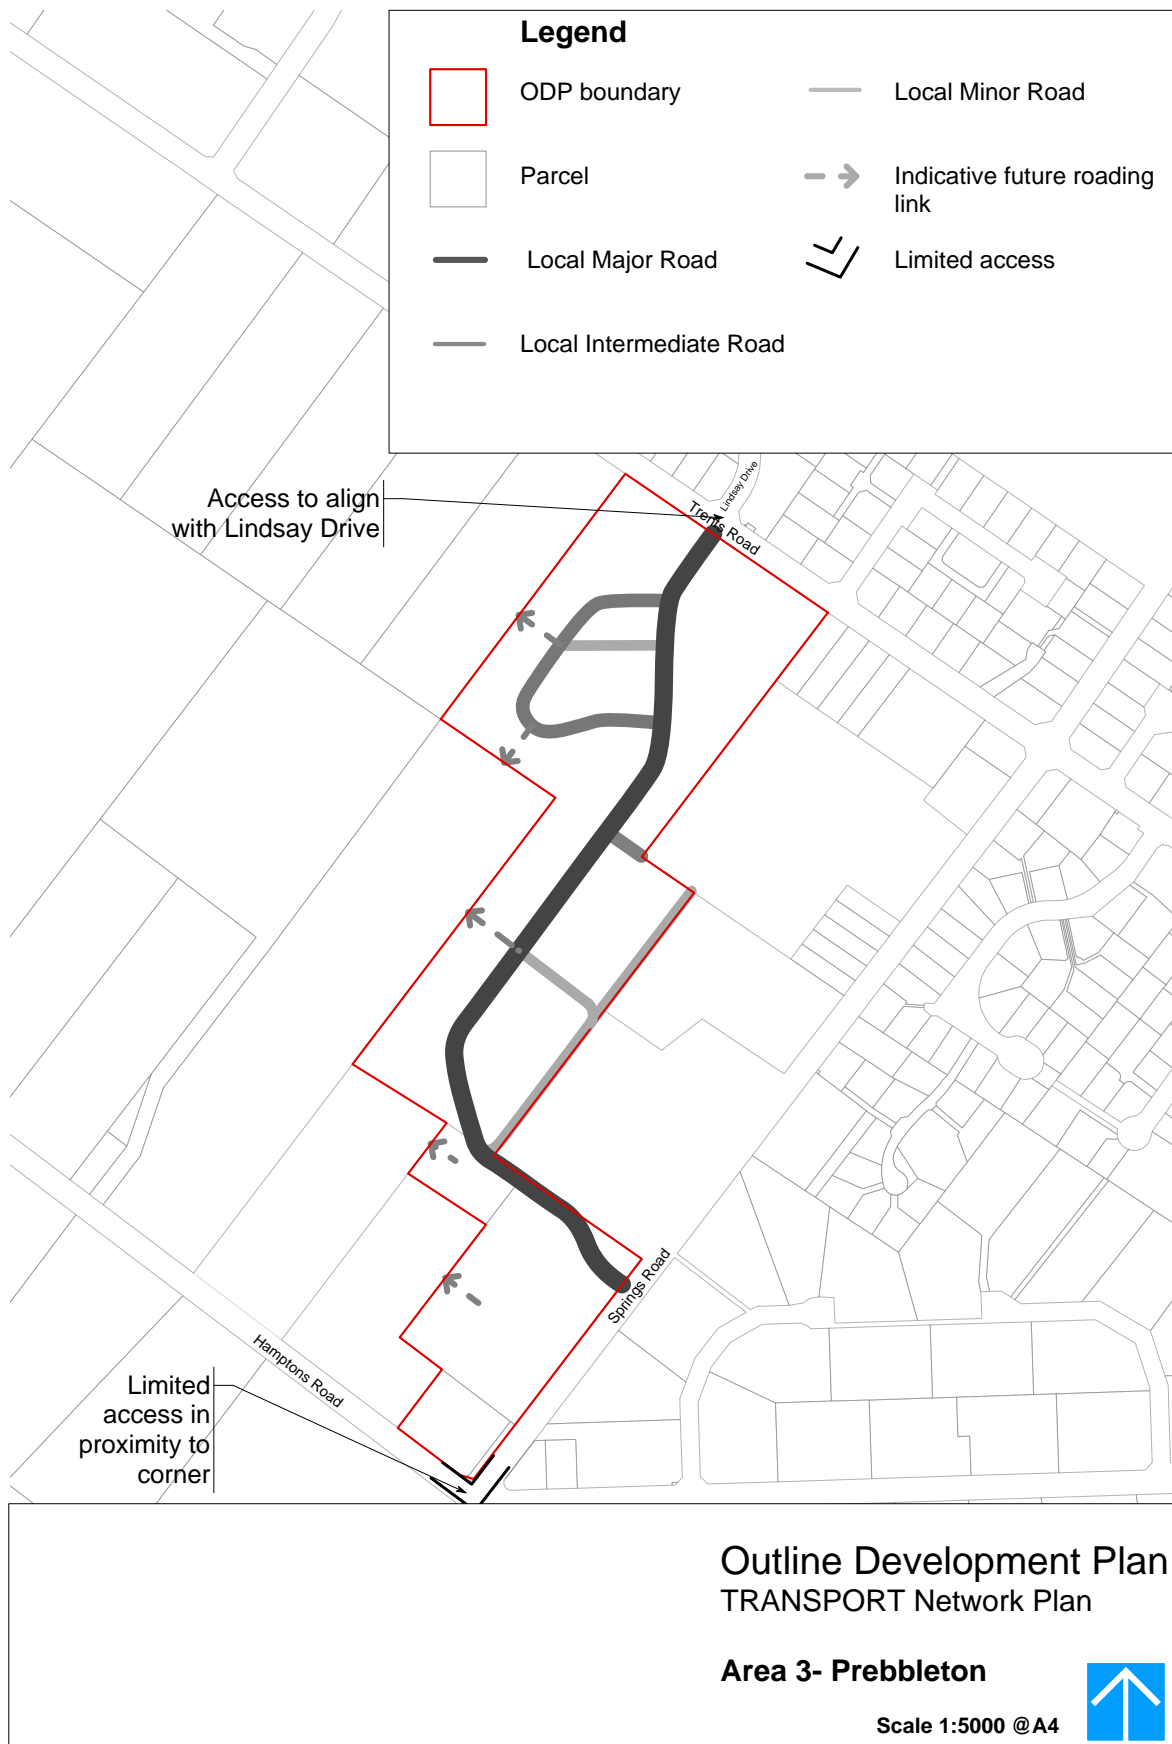 Legend
ODP boundary
Local Minor Road
Parcel
Indicative future roading
link
Local Major Road
Limited access
Local Intermediate Road
Access to align
with Lindsay Drive
Lindsay Drive
Trents Road
Springs Road
Hamptons Road
Limited
access in
proximity to
corner
Outline Development Plan
TRANSPORT Network Plan
Area 3- Prebbleton
Scale 1:5000 @A4